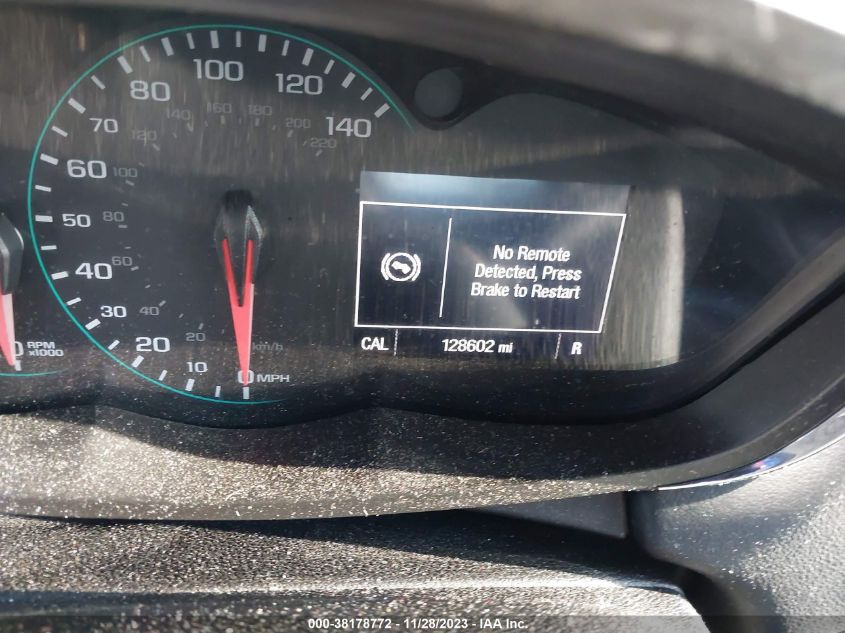 100
80
120
140
160
180
70
140
200
120
220
60
100
50
80
40
60
30
40
20
20
km/h
10
0 MPH
0 RPM
x1000
No Remote
Detected, Press
Brake to Restart
CAL
128602 mi
R
000-38178772 - 11/28/2023 - IAA Inc.